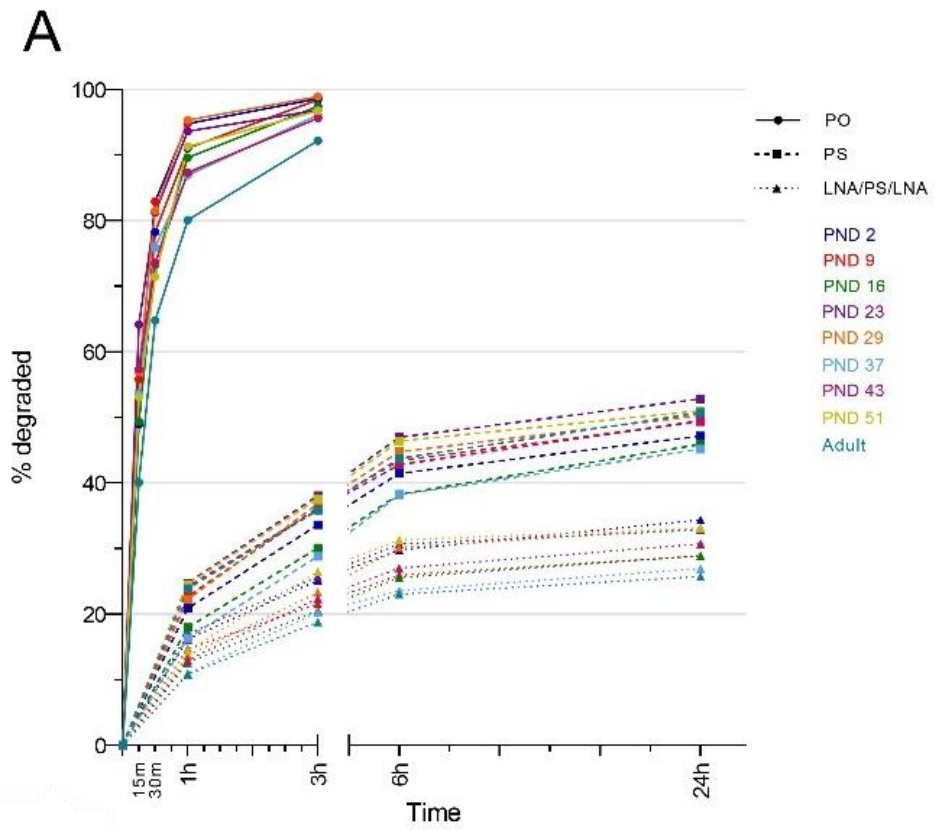 A
% degraded
100
80
60
40
20
0
15m
30m
1h
3h
6h
24h
Time
PO
PS
LNA/PS/LNA
PND 2
PND 9
PND 16
PND 23
PND 29
PND 37
PND 43
PND 51
Adult